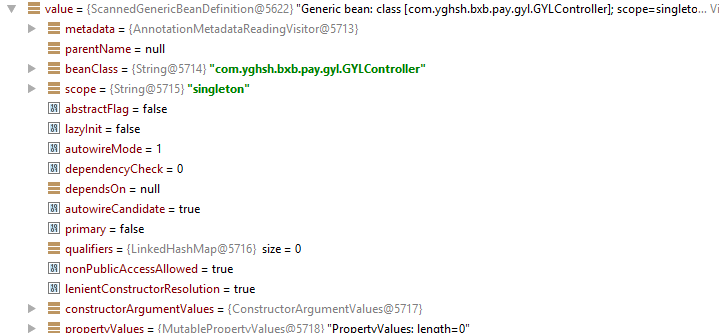 value = {ScannedGenericBeanDefinition@5622} "Generic bean: class [com.yghsh.bxb.pay.gyl.GYLController]; scope=singleto... Vi
metadata = {AnnotationMetadataReadingVisitor@5713}
parentName = null
beanClass = {String@5714} "com.yghsh.bxb.pay.gyl.GYLController"
scope = {String@5715} "singleton"
abstractFlag = false
lazyInit = false
autowireMode = 1
dependencyCheck = 0
dependsOn = null
autowireCandidate = true
primary = false
qualifiers = {LinkedHashMap@5716} size = 0
nonPublicAccessAllowed = true
lenientConstructorResolution = true
constructorArgumentValues = {ConstructorArgumentValues@5717}
propertyValues = {MutablePropertyValues@5718} "PropertyValues: length=0"